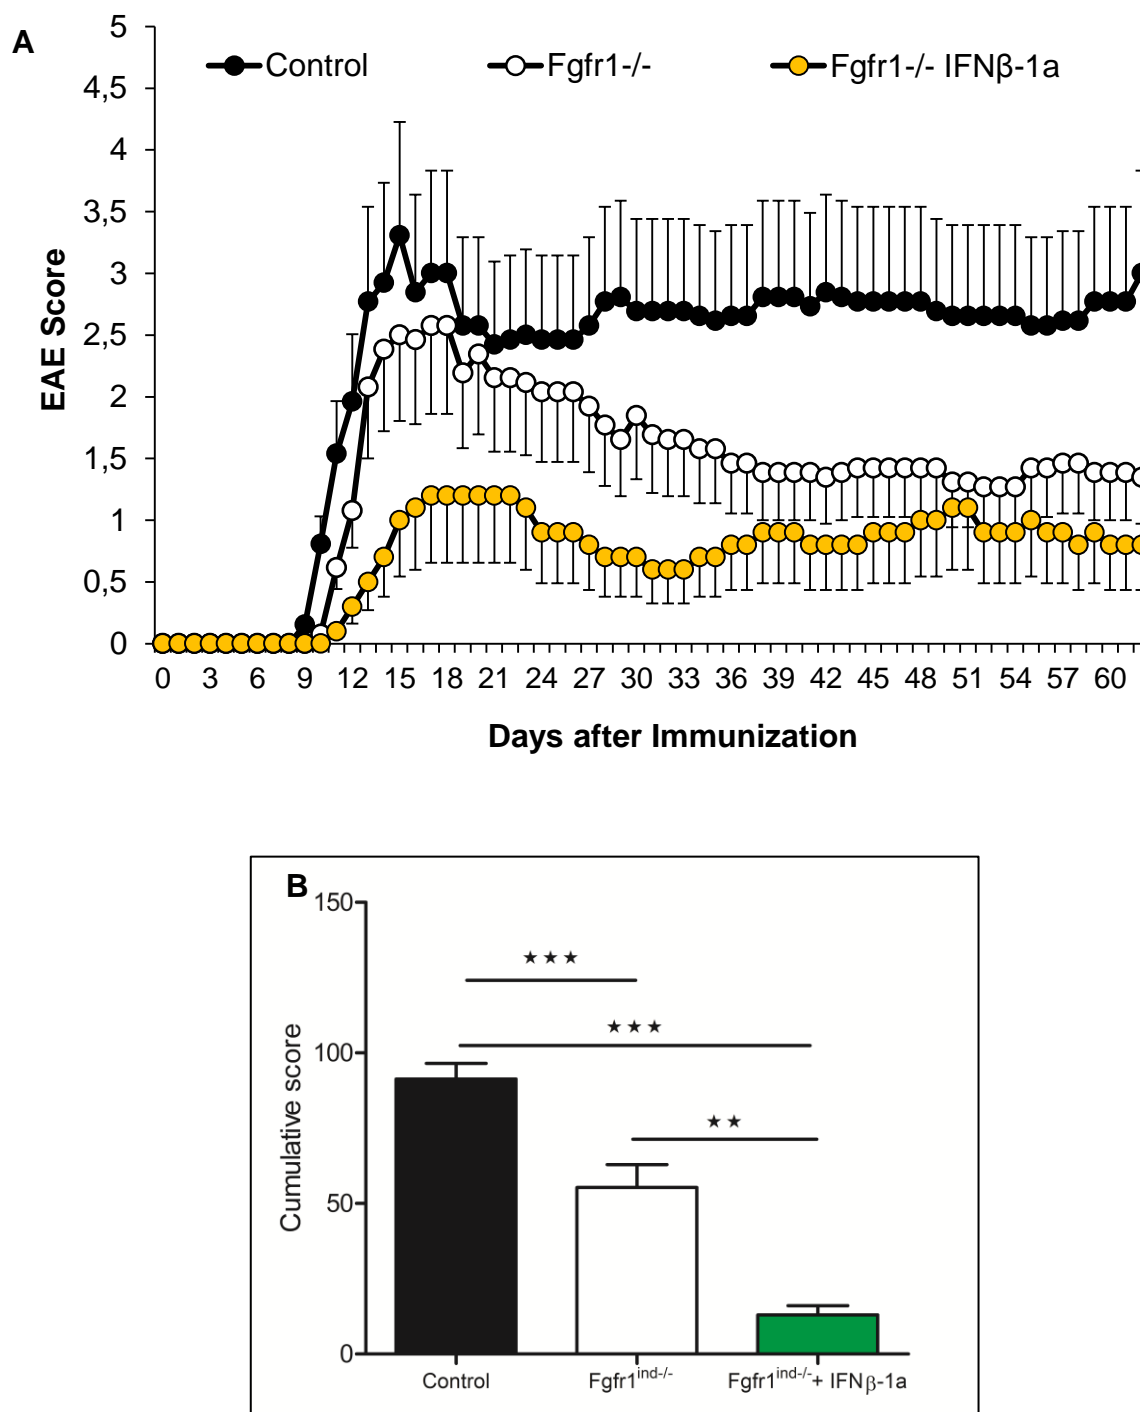 A
Control Fgfr1-/- Fgfr1-/- IFNβ-1a
5
4,5
4
3,5
3
2,5
2
1,5
1
0,5
0
EAE Score
0 3 6 9 12 15 18 21 24 27 30 33 36 39 42 45 48 51 54 57 60
Days after Immunization
B
150
100
50
0
Cumulative score
★★★
★★★
★★
Control Fgfr1ind-/- Fgfr1ind-/-+ IFNβ-1a